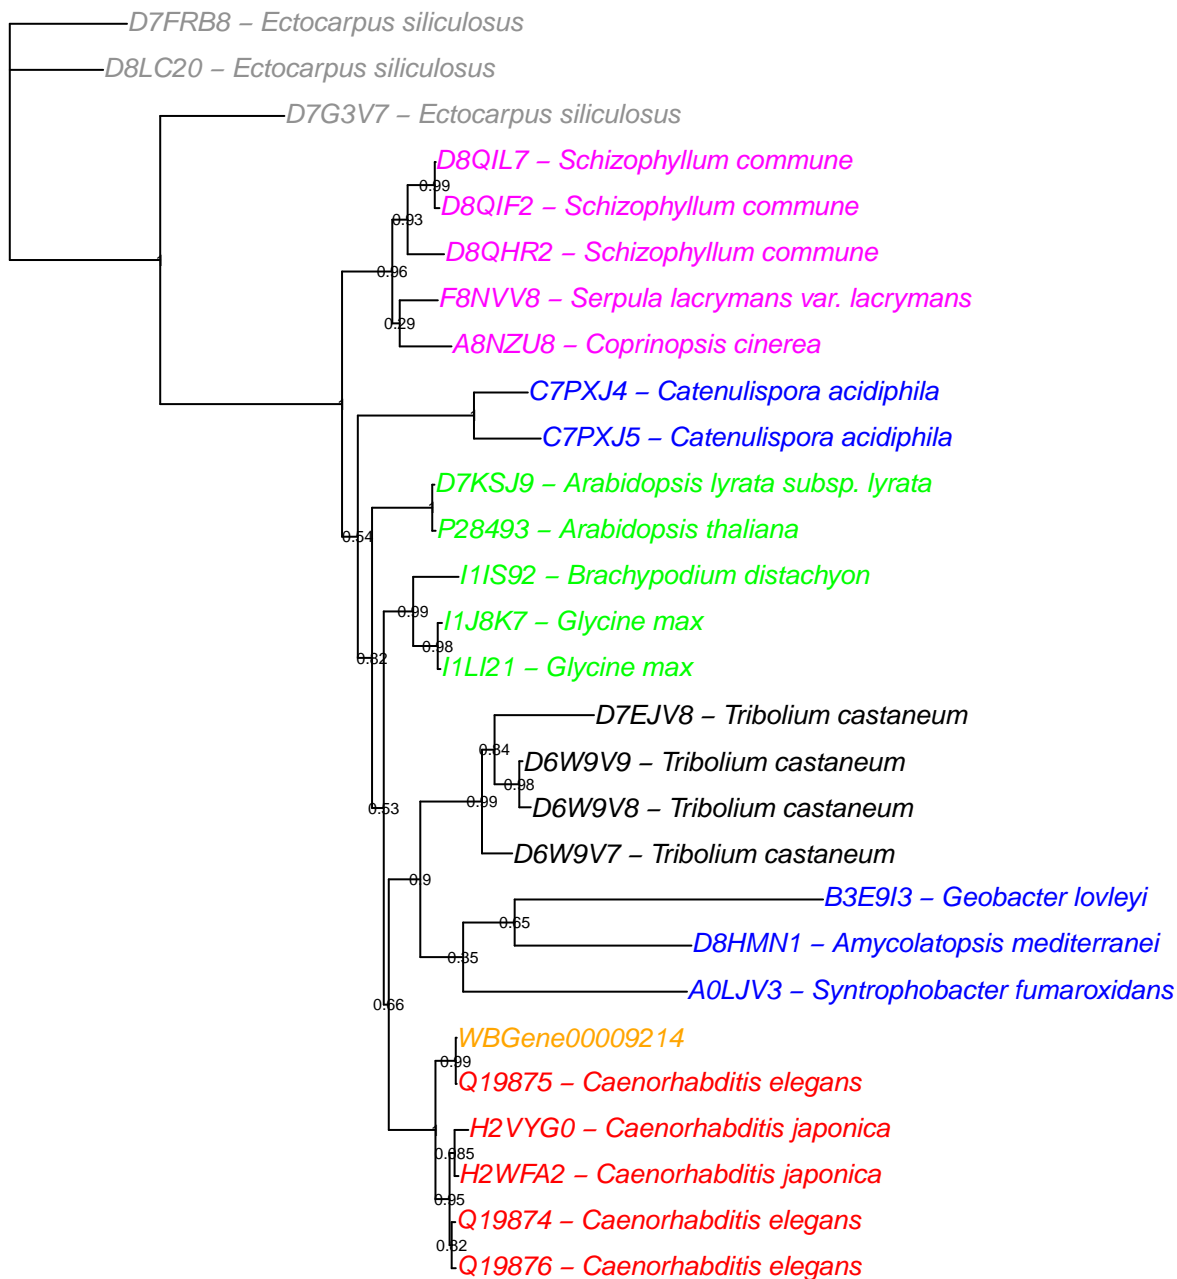 D7FRB8 – Ectocarpus siliculosus
D8LC20 – Ectocarpus siliculosus
D7G3V7 – Ectocarpus siliculosus
D8QIL7 – Schizophyllum commune
0.99
D8QIF2 – Schizophyllum commune
0.93
D8QHR2 – Schizophyllum commune
0.96
F8NVV8 – Serpula lacrymans var. lacrymans
0.29
A8NZU8 – Coprinopsis cinerea
C7PXJ4 – Catenulispora acidiphila
1
C7PXJ5 – Catenulispora acidiphila
D7KSJ9 – Arabidopsis lyrata subsp. lyrata
1
P28493 – Arabidopsis thaliana
0.54
I1IS92 – Brachypodium distachyon
0.99
I1J8K7 – Glycine max
0.98
0.82
I1LI21 – Glycine max
D7EJV8 – Tribolium castaneum
0.84
D6W9V9 – Tribolium castaneum
0.98
0.99
D6W9V8 – Tribolium castaneum
0.53
D6W9V7 – Tribolium castaneum
0.9
B3E9I3 – Geobacter lovleyi
0.65
D8HMN1 – Amycolatopsis mediterranei
0.85
A0LJV3 – Syntrophobacter fumaroxidans
0.66
WBGene00009214
0.99
Q19875 – Caenorhabditis elegans
H2VYG0 – Caenorhabditis japonica
1
0.885
H2WFA2 – Caenorhabditis japonica
0.95
Q19874 – Caenorhabditis elegans
0.82
Q19876 – Caenorhabditis elegans